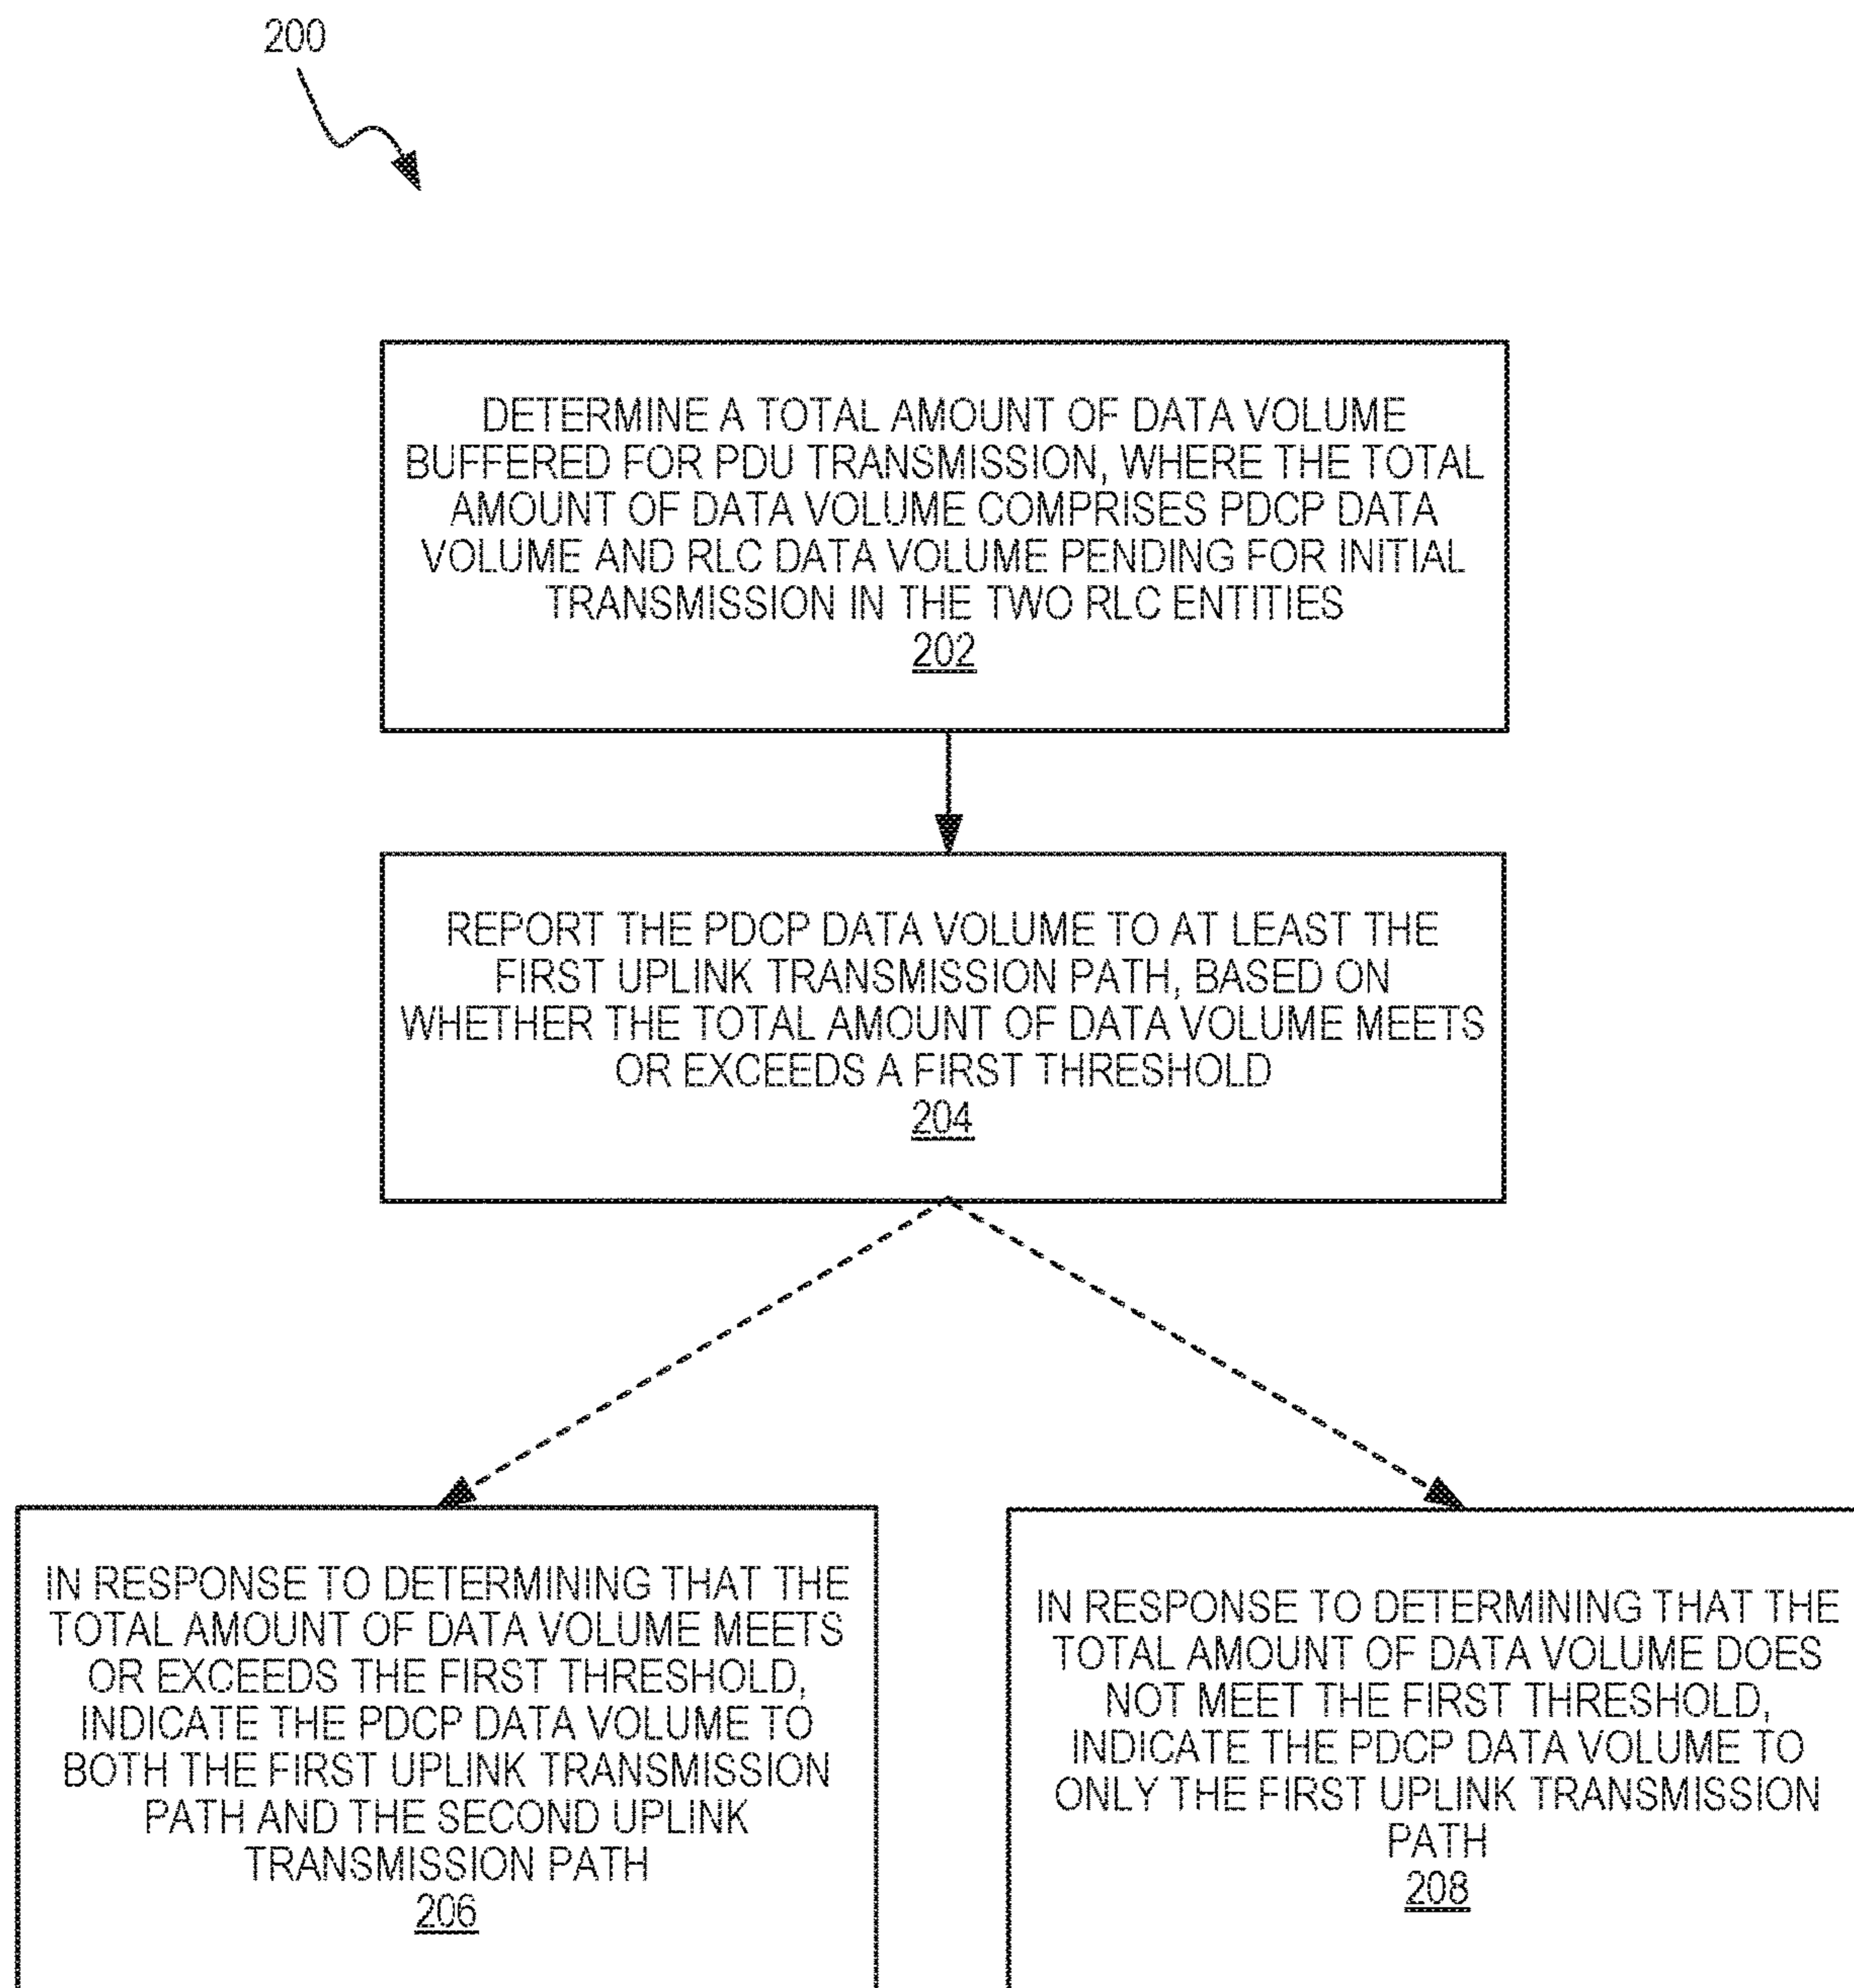 200
DETERMINE A TOTAL AMOUNT OF DATA VOLUME
BUFFERED FOR PDU TRANSMISSION, WHERE THE TOTAL
AMOUNT OF DATA VOLUME COMPRISES PDCP DATA
VOLUME AND RLC DATA VOLUME PENDING FOR INITIAL
TRANSMISSION IN THE TWO RLC ENTITIES
202
REPORT THE PDCP DATA VOLUME TO AT LEAST THE
FIRST UPLINK TRANSMISSION PATH, BASED ON
WHETHER THE TOTAL AMOUNT OF DATA VOLUME MEETS
OR EXCEEDS A FIRST THRESHOLD
204
IN RESPONSE TO DETERMINING THAT THE
TOTAL AMOUNT OF DATA VOLUME MEETS
OR EXCEEDS THE FIRST THRESHOLD,
INDICATE THE PDCP DATA VOLUME TO
BOTH THE FIRST UPLINK TRANSMISSION
PATH AND THE SECOND UPLINK
TRANSMISSION PATH
206
IN RESPONSE TO DETERMINING THAT THE
TOTAL AMOUNT OF DATA VOLUME DOES
NOT MEET THE FIRST THRESHOLD,
INDICATE THE PDCP DATA VOLUME TO
ONLY THE FIRST UPLINK TRANSMISSION
PATH
208